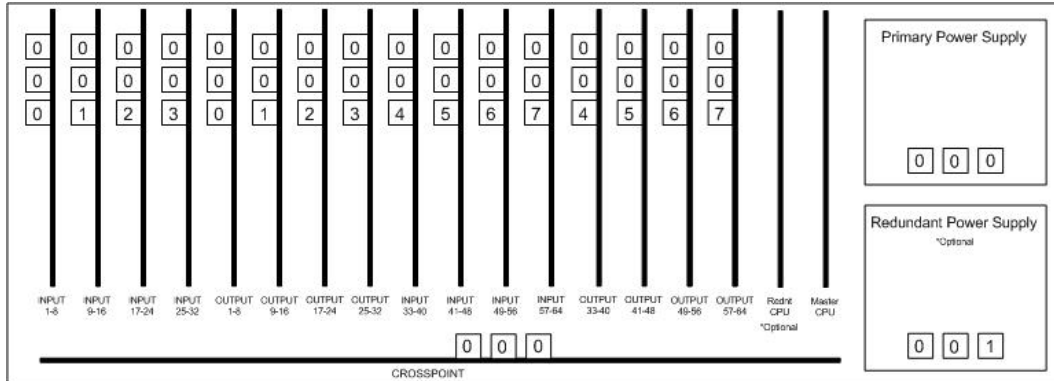 0 0 0 0 0 0 0 0 0 0 0 0 0 0 0 0
0 0 0 0 0 0 0 0 0 0 0 0 0 0 0 0
0 1 2 3 0 1 2 3 4 5 6 7 4 5 6 7
INPUT INPUT INPUT INPUT OUTPUT OUTPUT OUTPUT OUTPUT INPUT INPUT INPUT INPUT OUTPUT OUTPUT OUTPUT OUTPUT Rednt Master
1-8 9-16 17-24 25-32 1-8 9-16 17-24 25-32 33-40 41-48 49-56 57-64 33-40 41-48 49-56 57-64 CPU CPU
*Optional
0 0 0
CROSSPOINT
Primary Power Supply
0 0 0
Redundant Power Supply
*Optional
0 0 1